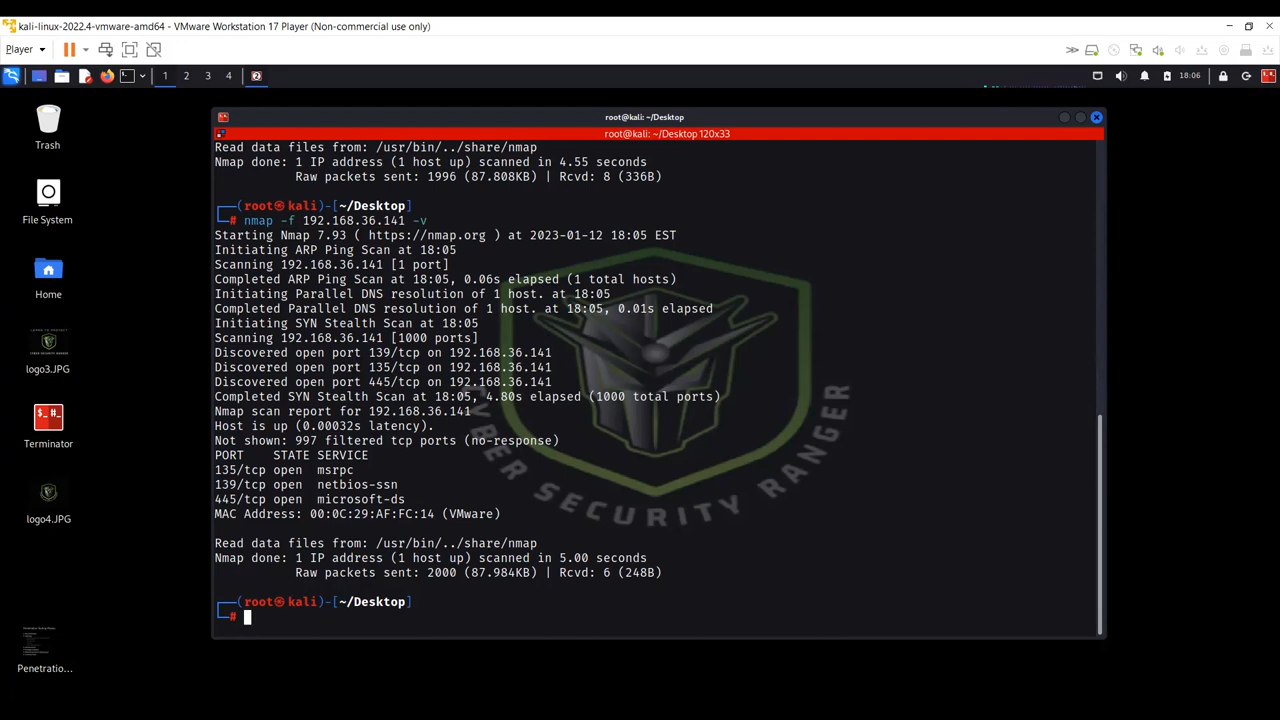 kali-linux-2022.4-vmware-amd64 - VMware Workstation 17 Player (Non-commercial use only)
Player
1 2 3 4 18:06
root@kali: ~/Desktop
root@kali: ~/Desktop 120x33
Trash
File System
Home
LEARN TO PROTECT
CYBER SECURITY RANGER
logo3.JPG
Terminator
logo4.JPG
Penetratio...
Read data files from: /usr/bin/../share/nmap
Nmap done: 1 IP address (1 host up) scanned in 4.55 seconds
Raw packets sent: 1996 (87.808KB) | Rcvd: 8 (336B)
┌──(root㉿kali)-[~/Desktop]
└─# nmap -f 192.168.36.141 -v
Starting Nmap 7.93 ( https://nmap.org ) at 2023-01-12 18:05 EST
Initiating ARP Ping Scan at 18:05
Scanning 192.168.36.141 [1 port]
Completed ARP Ping Scan at 18:05, 0.06s elapsed (1 total hosts)
Initiating Parallel DNS resolution of 1 host. at 18:05
Completed Parallel DNS resolution of 1 host. at 18:05, 0.01s elapsed
Initiating SYN Stealth Scan at 18:05
Scanning 192.168.36.141 [1000 ports]
Discovered open port 139/tcp on 192.168.36.141
Discovered open port 135/tcp on 192.168.36.141
Discovered open port 445/tcp on 192.168.36.141
Completed SYN Stealth Scan at 18:05, 4.80s elapsed (1000 total ports)
Nmap scan report for 192.168.36.141
Host is up (0.00032s latency).
Not shown: 997 filtered tcp ports (no-response)
PORT STATE SERVICE
135/tcp open msrpc
139/tcp open netbios-ssn
445/tcp open microsoft-ds
MAC Address: 00:0C:29:AF:FC:14 (VMware)
Read data files from: /usr/bin/../share/nmap
Nmap done: 1 IP address (1 host up) scanned in 5.00 seconds
Raw packets sent: 2000 (87.984KB) | Rcvd: 6 (248B)
┌──(root㉿kali)-[~/Desktop]
└─#
CYBER SECURITY RANGER